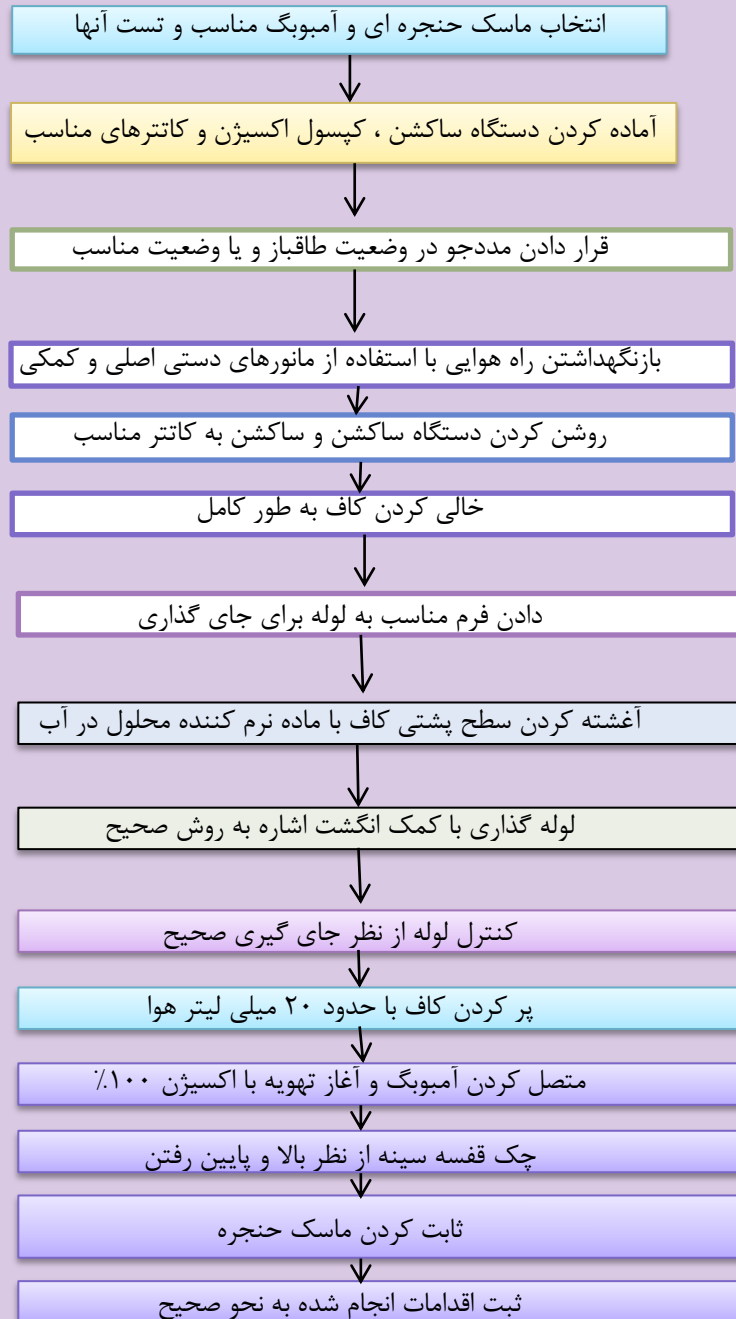 انتخاب ماسک حنجره ای و آمبوبگ مناسب و تست آنها
آماده کردن دستگاه ساکشن ، کپسول اکسیژن و کاتترهای مناسب
قرار دادن مددجو در وضعیت طاقباز و یا وضعیت مناسب
بازنگهداشتن راه هوایی با استفاده از مانورهای دستی اصلی و کمکی
روشن کردن دستگاه ساکشن و ساکشن به کاتتر مناسب
خالی کردن کاف به طور کامل
دادن فرم مناسب به لوله برای جای گذاری
آغشته کردن سطح پشتی کاف با ماده نرم کننده محلول در آب
لوله گذاری با کمک انگشت اشاره به روش صحیح
کنترل لوله از نظر جای گیری صحیح
پر کردن کاف با حدود ۲۰ میلی لیتر هوا
متصل کردن آمبوبگ و آغاز تهویه با اکسیژن ۱۰۰٪
چک قفسه سینه از نظر بالا و پایین رفتن
ثابت کردن ماسک حنجره
ثبت اقدامات انجام شده به نحو صحیح